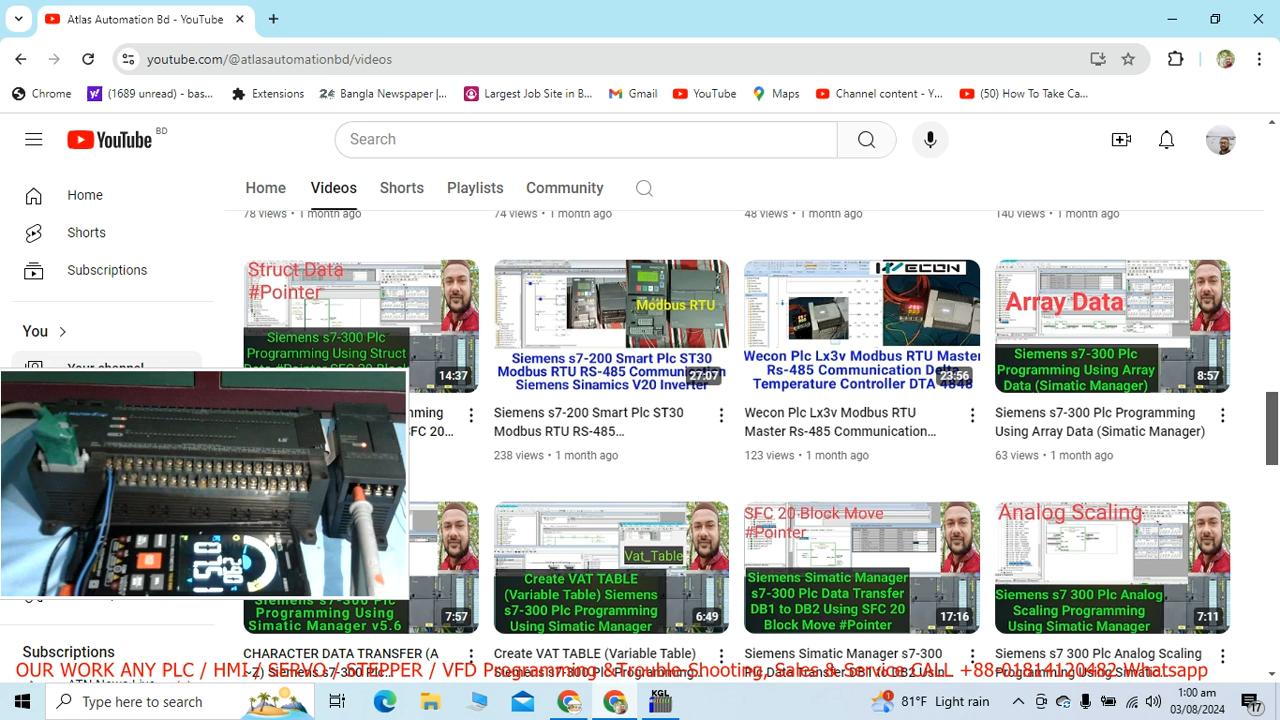 Atlas Automation Bd - YouTube
youtube.com/@atlasautomationbd/videos
Chrome
(1689 unread) - bas...
Extensions
Bangla Newspaper |...
Largest Job Site in B...
Gmail
YouTube
Maps
Channel content - Y...
(50) How To Take Ca...
YouTube BD
Search
Home
Videos
Shorts
Playlists
Community
Home
Shorts
Subscriptions
You
Your channel
78 views • 1 month ago
74 views • 1 month ago
48 views • 1 month ago
140 views • 1 month ago
Struct Data
#Pointer
Siemens s7-300 Plc
Programming Using Struct
14:37
Modbus RTU
Siemens s7-200 Smart Plc ST30
Modbus RTU RS-485 Communication
Siemens Sinamics V20 Inverter
27:07
WECON
Wecon Plc Lx3v Modbus RTU Master
Rs-485 Communication Delta
Temperature Controller DTA 4848
23:56
Array Data
Siemens s7-300 Plc
Programming Using Array
Data (Simatic Manager)
8:57
Siemens s7-200 Smart Plc ST30
Modbus RTU RS-485...
238 views • 1 month ago
Wecon Plc Lx3v Modbus RTU
Master Rs-485 Communication...
123 views • 1 month ago
Siemens s7-300 Plc Programming
Using Array Data (Simatic Manager)
63 views • 1 month ago
Siemens s7-300 Plc
Programming Using
Simatic Manager v5.6
7:57
Vat_Table
Create VAT TABLE
(Variable Table) Siemens
s7-300 Plc Programming
Using Simatic Manager
6:49
SFC 20 Block Move
#Pointer
Siemens Simatic Manager
s7-300 Plc Data Transfer
DB1 to DB2 Using SFC 20
Block Move #Pointer
17:16
Analog Scaling
Siemens s7 300 Plc Analog
Scaling Programming
Using Simatic Manager
7:11
Subscriptions
CHARACTER DATA TRANSFER (A
Create VAT TABLE (Variable Table)
Siemens Simatic Manager s7-300
Siemens s7 300 Plc Analog Scaling
OUR WORK ANY PLC / HMI / SERVO / STEPPER / VFD Programming &Trouble Shooting, Sales & Service CALL +88-01814120482 Whatsapp
Type here to search
KGL
81°F Light rain
1:00 am
03/08/2024
17